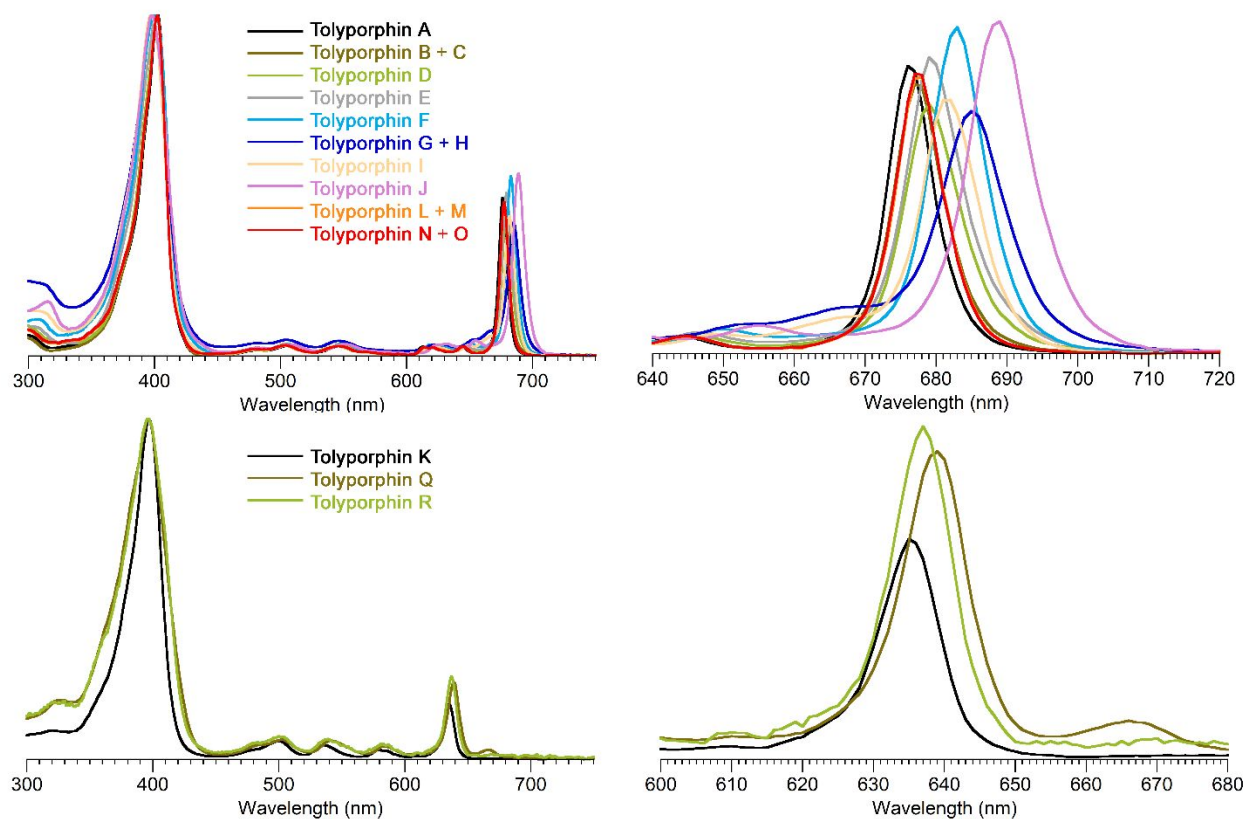 Tolyporphin A
Tolyporphin B + C
Tolyporphin D
Tolyporphin E
Tolyporphin F
Tolyporphin G + H
Tolyporphin I
Tolyporphin J
Tolyporphin L + M
Tolyporphin N + O
300 400 500 600 700
Wavelength (nm)
640 650 660 670 680 690 700 710 720
Wavelength (nm)
Tolyporphin K
Tolyporphin Q
Tolyporphin R
300 400 500 600 700
Wavelength (nm)
600 610 620 630 640 650 660 670 680
Wavelength (nm)